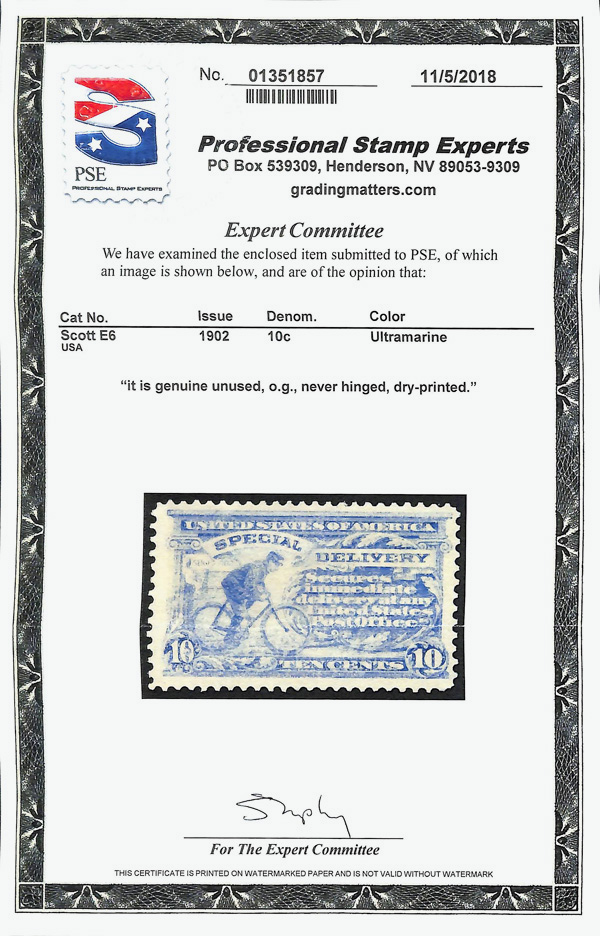 No. 01351857 11/5/2018
PSE
PROFESSIONAL STAMP EXPERTS
Professional Stamp Experts
PO Box 539309, Henderson, NV 89053-9309
gradingmatters.com
Expert Committee
We have examined the enclosed item submitted to PSE, of which
an image is shown below, and are of the opinion that:
Cat No. Issue Denom. Color
Scott E6 1902 10c Ultramarine
USA
“it is genuine unused, o.g., never hinged, dry-printed.”
UNITED STATES OF AMERICA
SPECIAL DELIVERY
Secures
immediate
delivery at any
United States
Post Office
10 TEN CENTS 10
For The Expert Committee
THIS CERTIFICATE IS PRINTED ON WATERMARKED PAPER AND IS NOT VALID WITHOUT WATERMARK